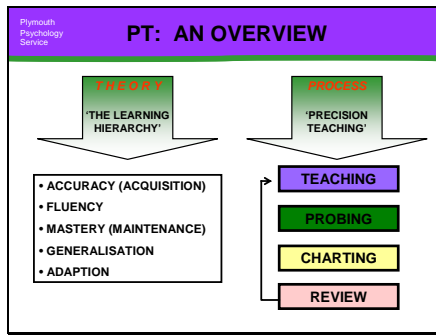 Plymouth
Psychology
Service
PT: AN OVERVIEW
THEORY
'THE LEARNING
HIERARCHY'
• ACCURACY (ACQUISITION)
• FLUENCY
• MASTERY (MAINTENANCE)
• GENERALISATION
• ADAPTION
PROCESS
'PRECISION
TEACHING'
TEACHING
PROBING
CHARTING
REVIEW